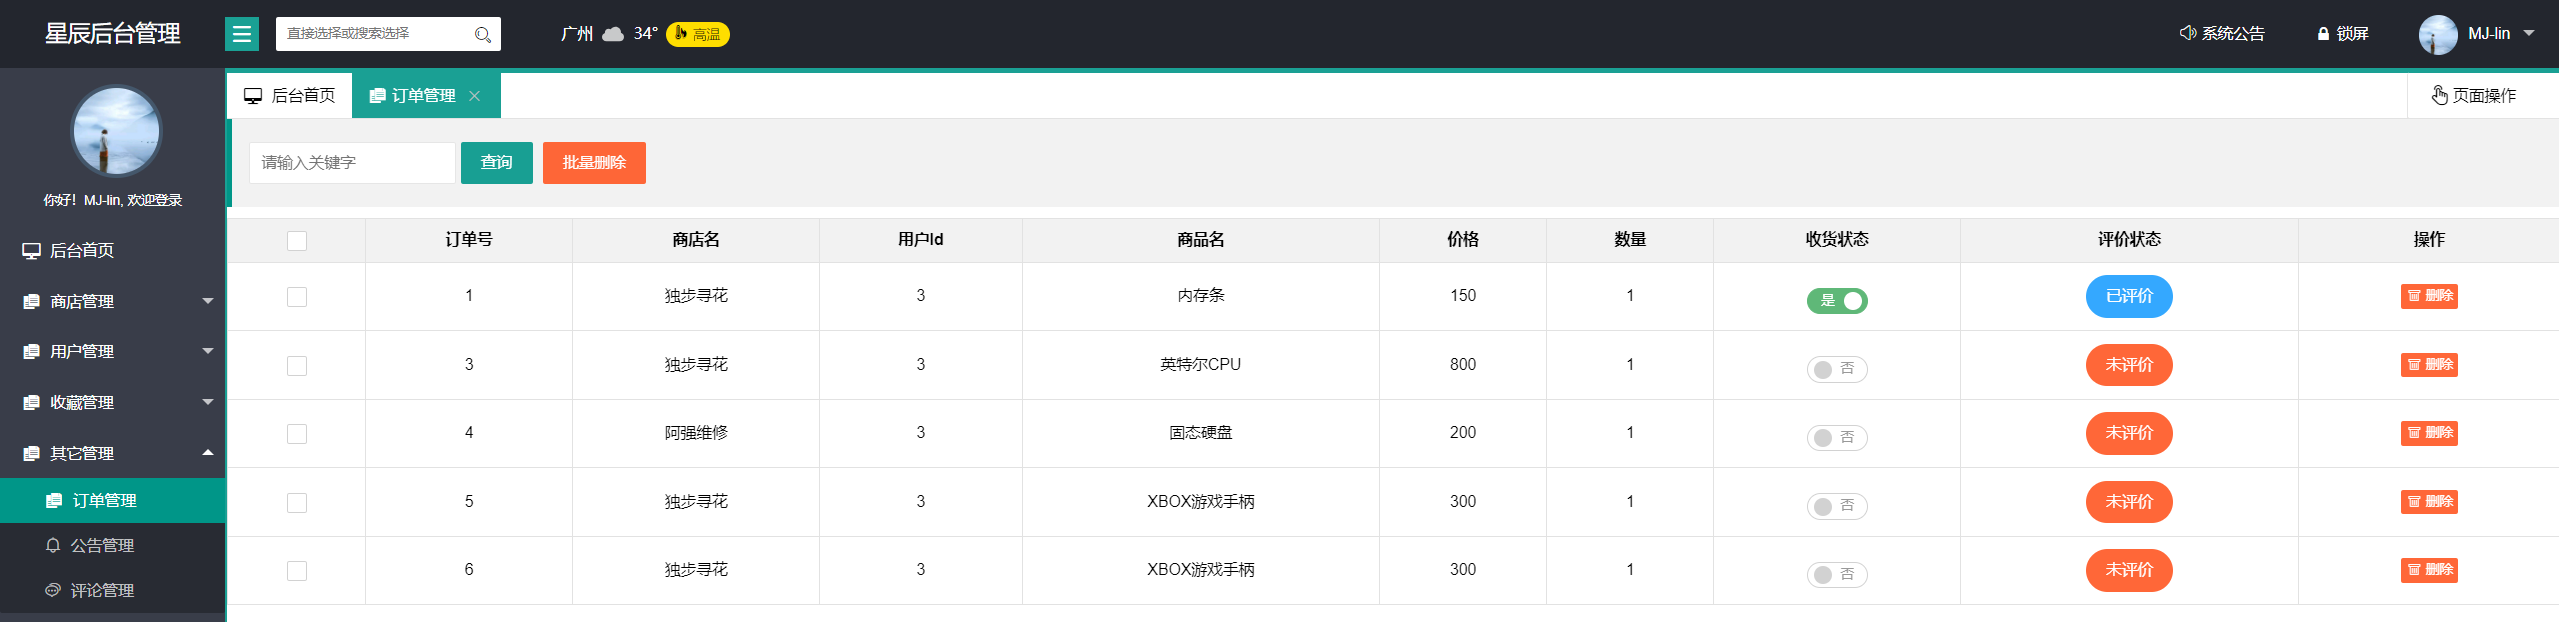 星辰后台管理 直接选择或搜索选择 广州 34° 高温 系统公告 锁屏 MJ-lin
你好！MJ-lin, 欢迎登录
后台首页
商店管理
用户管理
收藏管理
其它管理
订单管理
公告管理
评论管理
后台首页 订单管理 页面操作
请输入关键字 查询 批量删除
订单号 商店名 用户Id 商品名 价格 数量 收货状态 评价状态 操作
1 独步寻花 3 内存条 150 1 是 已评价 删除
3 独步寻花 3 英特尔CPU 800 1 否 未评价 删除
4 阿强维修 3 固态硬盘 200 1 否 未评价 删除
5 独步寻花 3 XBOX游戏手柄 300 1 否 未评价 删除
6 独步寻花 3 XBOX游戏手柄 300 1 否 未评价 删除